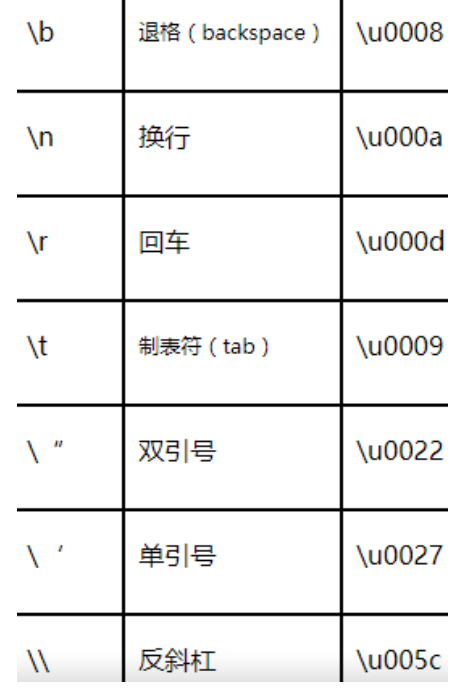 \b 退格（backspace） \u0008
\n 换行 \u000a
\r 回车 \u000d
\t 制表符（tab） \u0009
\ ″ 双引号 \u0022
\ ′ 单引号 \u0027
\\ 反斜杠 \u005c